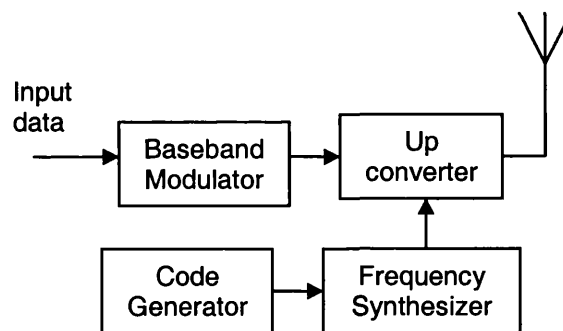 Input
data
Baseband
Modulator
Up
converter
Code
Generator
Frequency
Synthesizer